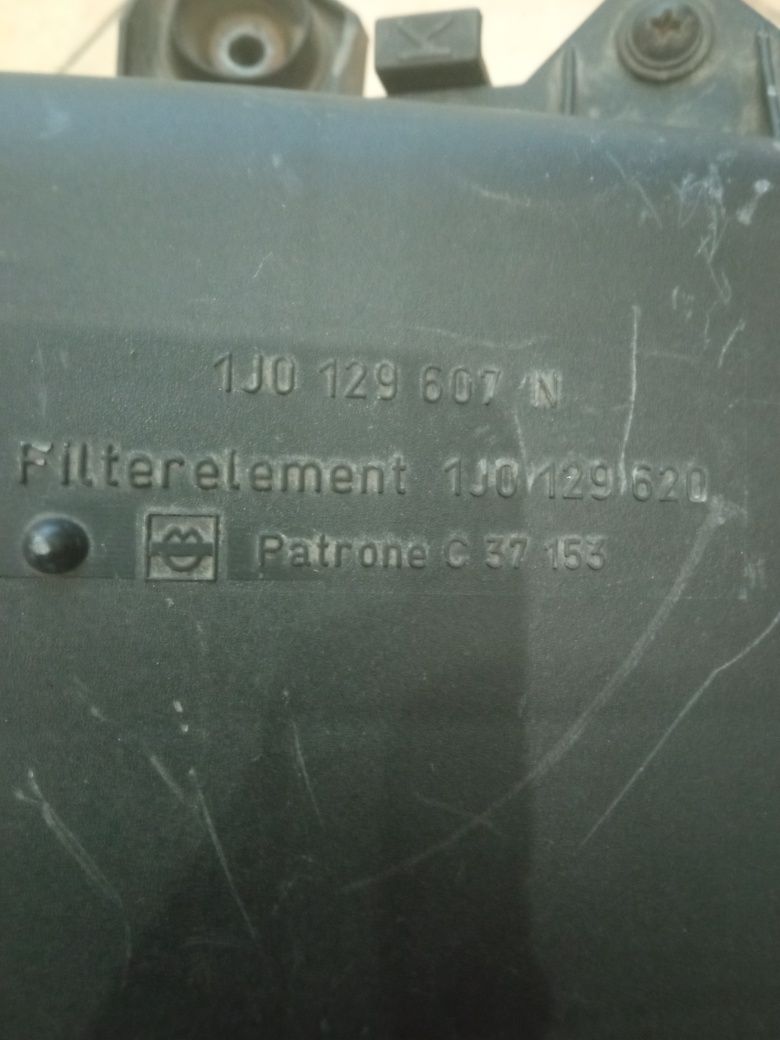 K
1J0 129 607 N
Filterelement 1J0 129 620
Patrone C 37 153